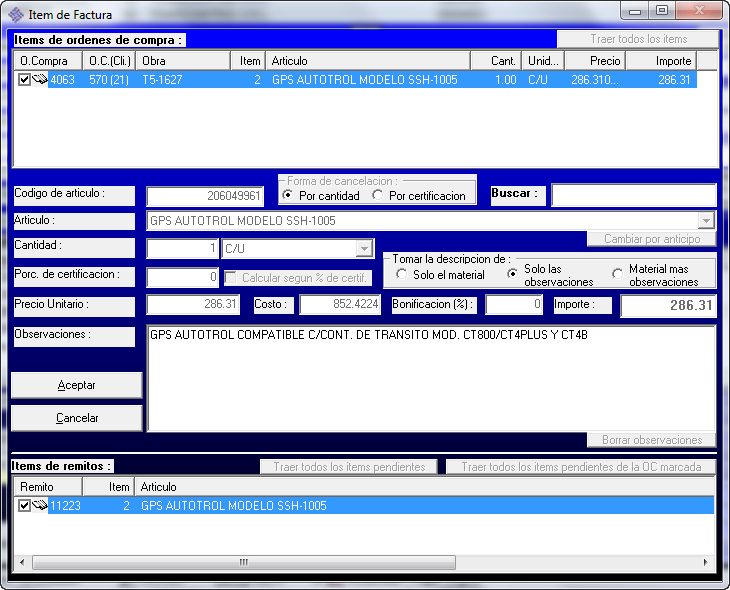 Item de Factura
Items de ordenes de compra :
Traer todos los items
O.Compra O.C.(Cli.) Obra Item Articulo Cant. Unid... Precio Importe
4063 570 (21) T5-1627 2 GPS AUTOTROL MODELO SSH-1005 1.00 C/U 286.310... 286.31
Codigo de articulo : 206049961
Forma de cancelacion :
Por cantidad Por certificacion
Buscar :
Articulo : GPS AUTOTROL MODELO SSH-1005
Cantidad : 1 C/U
Cambiar por anticipo
Porc. de certificacion : 0 Calcular segun % de certif.
Tomar la descripcion de :
Solo el material Solo las observaciones Material mas observaciones
Precio Unitario : 286.31 Costo : 852.4224 Bonificacion (%) : 0 Importe : 286.31
Observaciones : GPS AUTOTROL COMPATIBLE C/CONT. DE TRANSITO MOD. CT800/CT4PLUS Y CT4B
Aceptar
Cancelar
Borrar observaciones
Items de remitos :
Traer todos los items pendientes Traer todos los items pendientes de la OC marcada
Remito Item Articulo
11223 2 GPS AUTOTROL MODELO SSH-1005